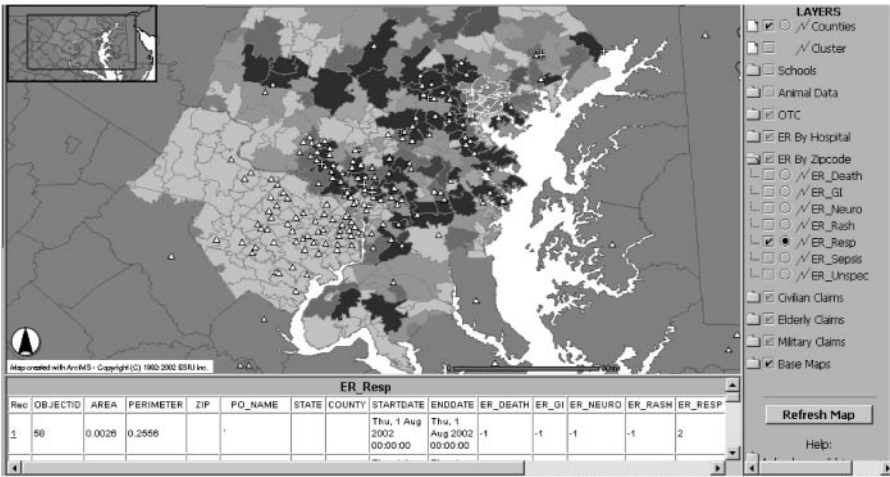 LAYERS
Counties
Cluster
Schools
Animal Data
OTC
ER By Hospital
ER By Zipcode
ER_Death
ER_GI
ER_Neuro
ER_Rash
ER_Resp
ER_Sepsis
ER_Unspec
Civilian Claims
Elderly Claims
Military Claims
Base Maps
Refresh Map
Help:
Map created with ArcIMS - Copyright (C) 1992-2002 ESRI Inc.
ER_Resp
Rec OBJECTID AREA PERIMETER ZIP PO_NAME STATE COUNTY STARTDATE ENDDATE ER_DEATH ER_GI ER_NEURO ER_RASH ER_RESP
1 58 0.0026 0.2556 Thu, 1 Aug 2002 00:00:00 Thu, 1 Aug 2002 00:00:00 -1 -1 -1 -1 2